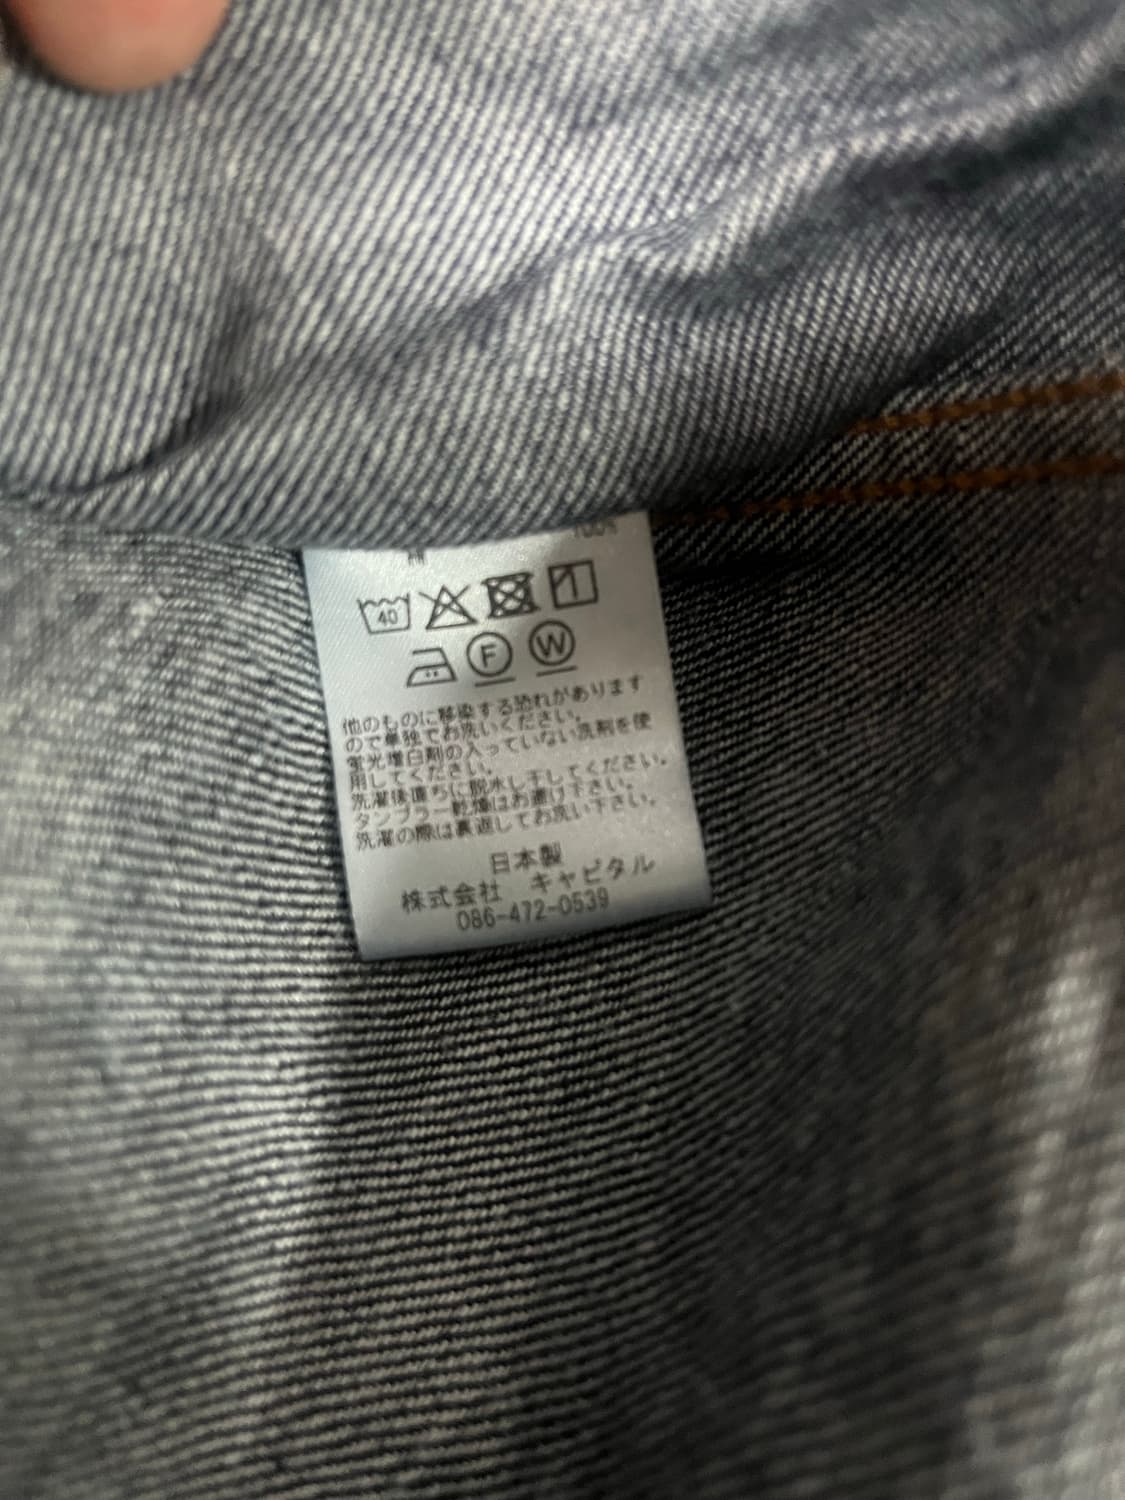 綿 100%
40
F W
他のものに移染する恐れがあります
ので単独でお洗いください。
蛍光増白剤の入っていない洗剤を使
用してください。
洗濯後直ちに脱水し干してください。
タンブラー乾燥はお避け下さい。
洗濯の際は裏返してお洗い下さい。
日本製
株式会社 キャピタル
086-472-0539